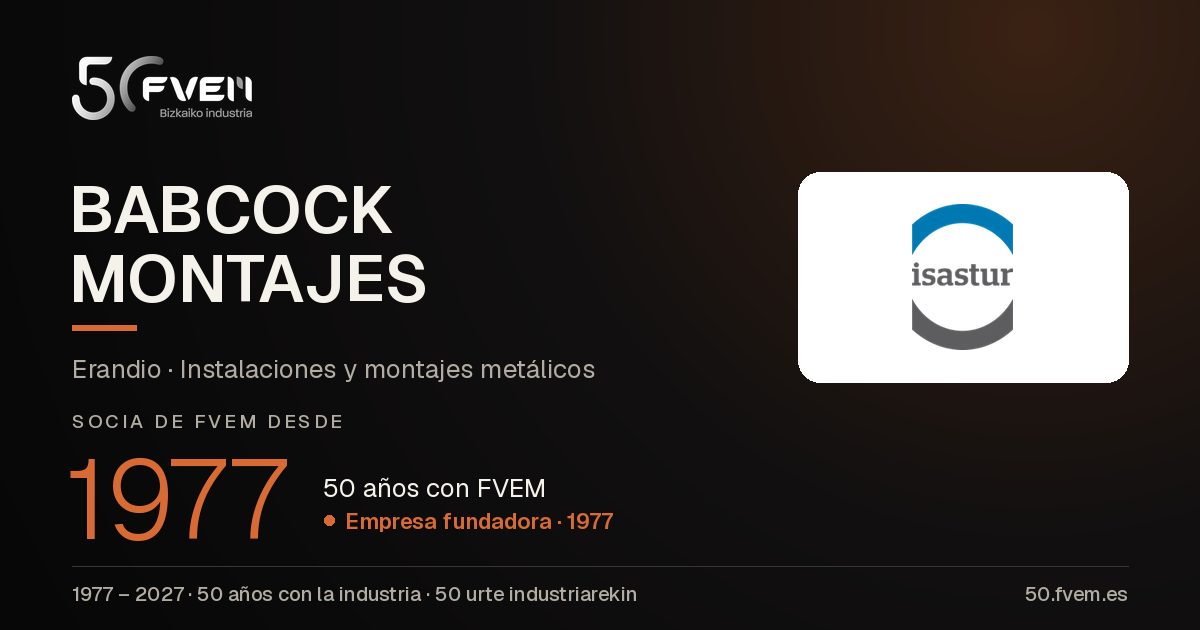 50 FVEM
Bizkaiko industria
BABCOCK
MONTAJES
isastur
Erandio · Instalaciones y montajes metálicos
SOCIA DE FVEM DESDE
1977
50 años con FVEM
Empresa fundadora · 1977
1977 – 2027 · 50 años con la industria · 50 urte industriarekin
50.fvem.es